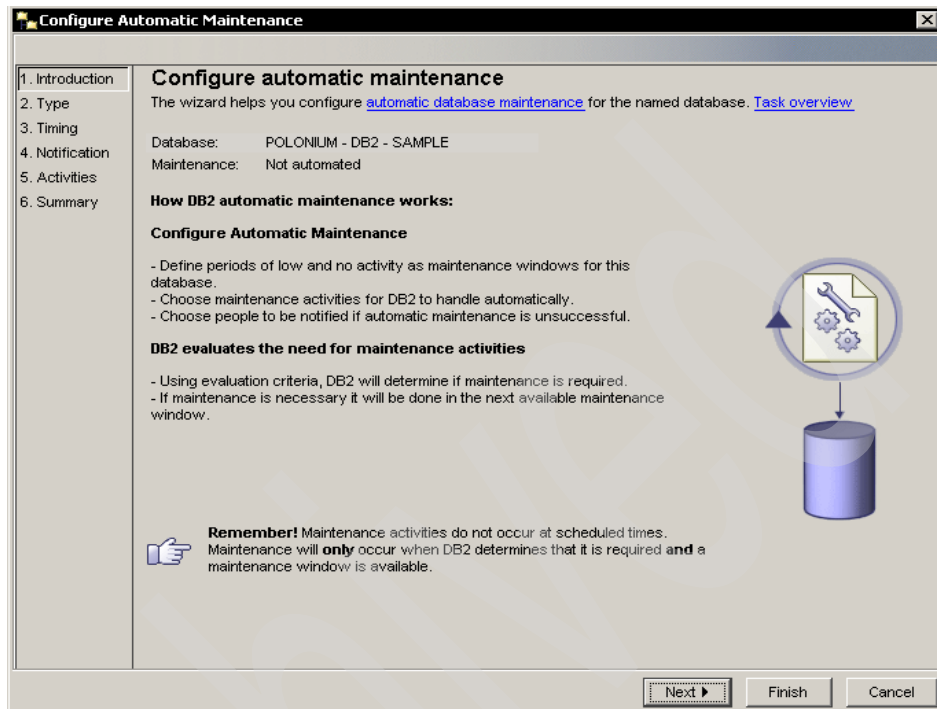 Configure Automatic Maintenance
1. Introduction
2. Type
3. Timing
4. Notification
5. Activities
6. Summary
Configure automatic maintenance
The wizard helps you configure automatic database maintenance for the named database. Task overview
Database: POLONIUM - DB2 - SAMPLE
Maintenance: Not automated
How DB2 automatic maintenance works:
Configure Automatic Maintenance
- Define periods of low and no activity as maintenance windows for this
database.
- Choose maintenance activities for DB2 to handle automatically.
- Choose people to be notified if automatic maintenance is unsuccessful.
DB2 evaluates the need for maintenance activities
- Using evaluation criteria, DB2 will determine if maintenance is required.
- If maintenance is necessary it will be done in the next available maintenance
window.
Remember! Maintenance activities do not occur at scheduled times.
Maintenance will only occur when DB2 determines that it is required and a
maintenance window is available.
Next
Finish
Cancel